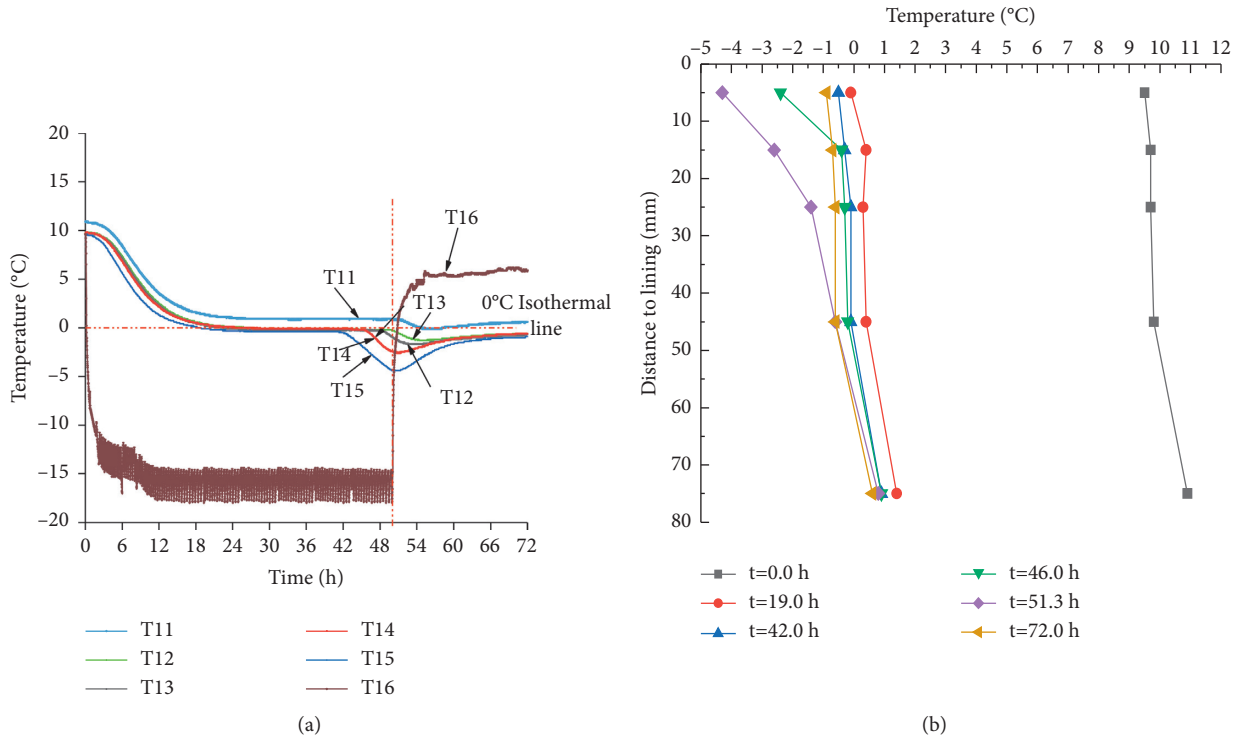 20
15
10
5
0
−5
−10
−15
−20
Temperature (°C)
0 6 12 18 24 30 36 42 48 54 60 66 72
Time (h)
T16
T11
T13
0°C Isothermal
line
T14
T15
T12
T11
T12
T13
T14
T15
T16
(a)
Temperature (°C)
−5 −4 −3 −2 −1 0 1 2 3 4 5 6 7 8 9 10 11 12
0
10
20
30
40
50
60
70
80
Distance to lining (mm)
t=0.0 h
t=19.0 h
t=42.0 h
t=46.0 h
t=51.3 h
t=72.0 h
(b)